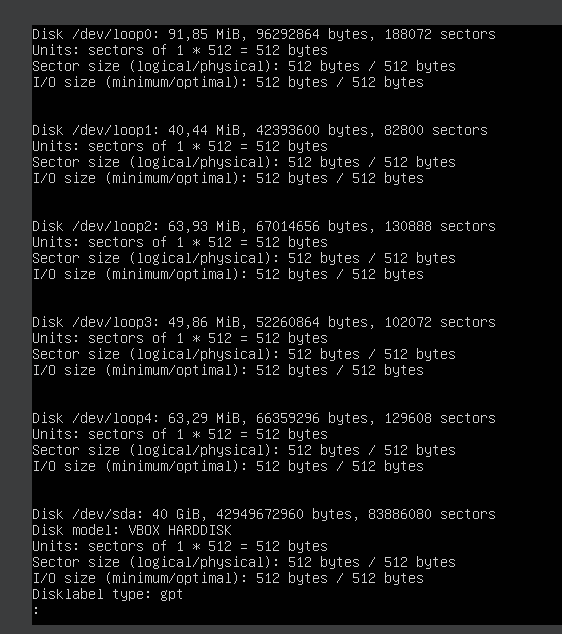 Disk /dev/loop0: 91,85 MiB, 96292864 bytes, 188072 sectors
Units: sectors of 1 * 512 = 512 bytes
Sector size (logical/physical): 512 bytes / 512 bytes
I/O size (minimum/optimal): 512 bytes / 512 bytes
Disk /dev/loop1: 40,44 MiB, 42393600 bytes, 82800 sectors
Units: sectors of 1 * 512 = 512 bytes
Sector size (logical/physical): 512 bytes / 512 bytes
I/O size (minimum/optimal): 512 bytes / 512 bytes
Disk /dev/loop2: 63,93 MiB, 67014656 bytes, 130888 sectors
Units: sectors of 1 * 512 = 512 bytes
Sector size (logical/physical): 512 bytes / 512 bytes
I/O size (minimum/optimal): 512 bytes / 512 bytes
Disk /dev/loop3: 49,86 MiB, 52260864 bytes, 102072 sectors
Units: sectors of 1 * 512 = 512 bytes
Sector size (logical/physical): 512 bytes / 512 bytes
I/O size (minimum/optimal): 512 bytes / 512 bytes
Disk /dev/loop4: 63,29 MiB, 66359296 bytes, 129608 sectors
Units: sectors of 1 * 512 = 512 bytes
Sector size (logical/physical): 512 bytes / 512 bytes
I/O size (minimum/optimal): 512 bytes / 512 bytes
Disk /dev/sda: 40 GiB, 42949672960 bytes, 83886080 sectors
Disk model: VBOX HARDDISK
Units: sectors of 1 * 512 = 512 bytes
Sector size (logical/physical): 512 bytes / 512 bytes
I/O size (minimum/optimal): 512 bytes / 512 bytes
Disklabel type: gpt
: